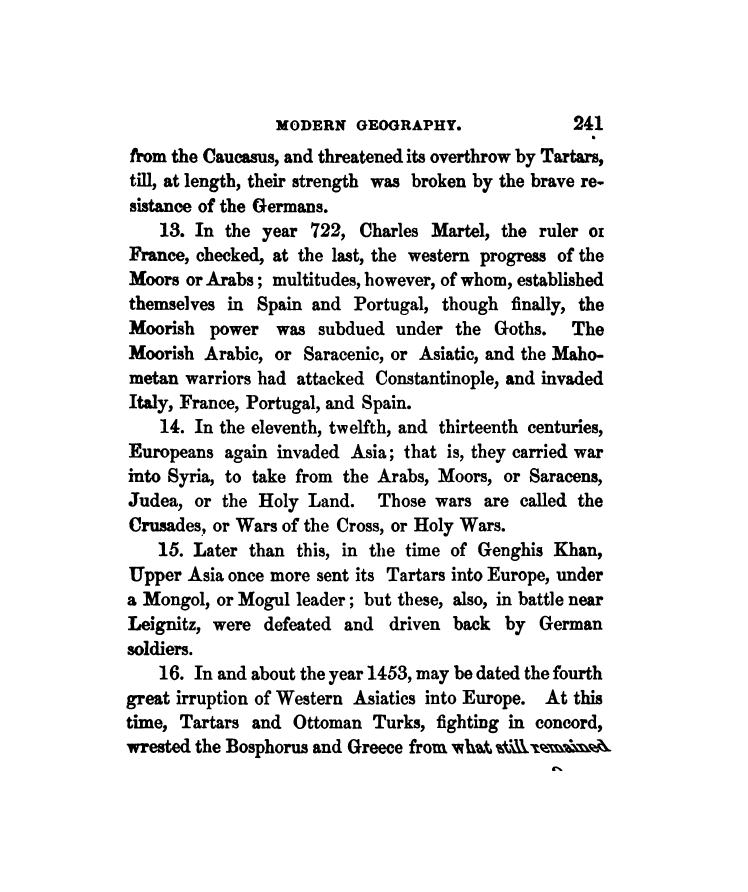 MODERN GEOGRAPHY. 241
from the Caucasus, and threatened its overthrow by Tartars,
till, at length, their strength was broken by the brave re-
sistance of the Germans.
13. In the year 722, Charles Martel, the ruler or
France, checked, at the last, the western progress of the
Moors or Arabs; multitudes, however, of whom, established
themselves in Spain and Portugal, though finally, the
Moorish power was subdued under the Goths. The
Moorish Arabic, or Saracenic, or Asiatic, and the Maho-
metan warriors had attacked Constantinople, and invaded
Italy, France, Portugal, and Spain.
14. In the eleventh, twelfth, and thirteenth centuries,
Europeans again invaded Asia; that is, they carried war
into Syria, to take from the Arabs, Moors, or Saracens,
Judea, or the Holy Land. Those wars are called the
Crusades, or Wars of the Cross, or Holy Wars.
15. Later than this, in the time of Genghis Khan,
Upper Asia once more sent its Tartars into Europe, under
a Mongol, or Mogul leader; but these, also, in battle near
Leignitz, were defeated and driven back by German
soldiers.
16. In and about the year 1453, may be dated the fourth
great irruption of Western Asiatics into Europe. At this
time, Tartars and Ottoman Turks, fighting in concord,
wrested the Bosphorus and Greece from what still remained